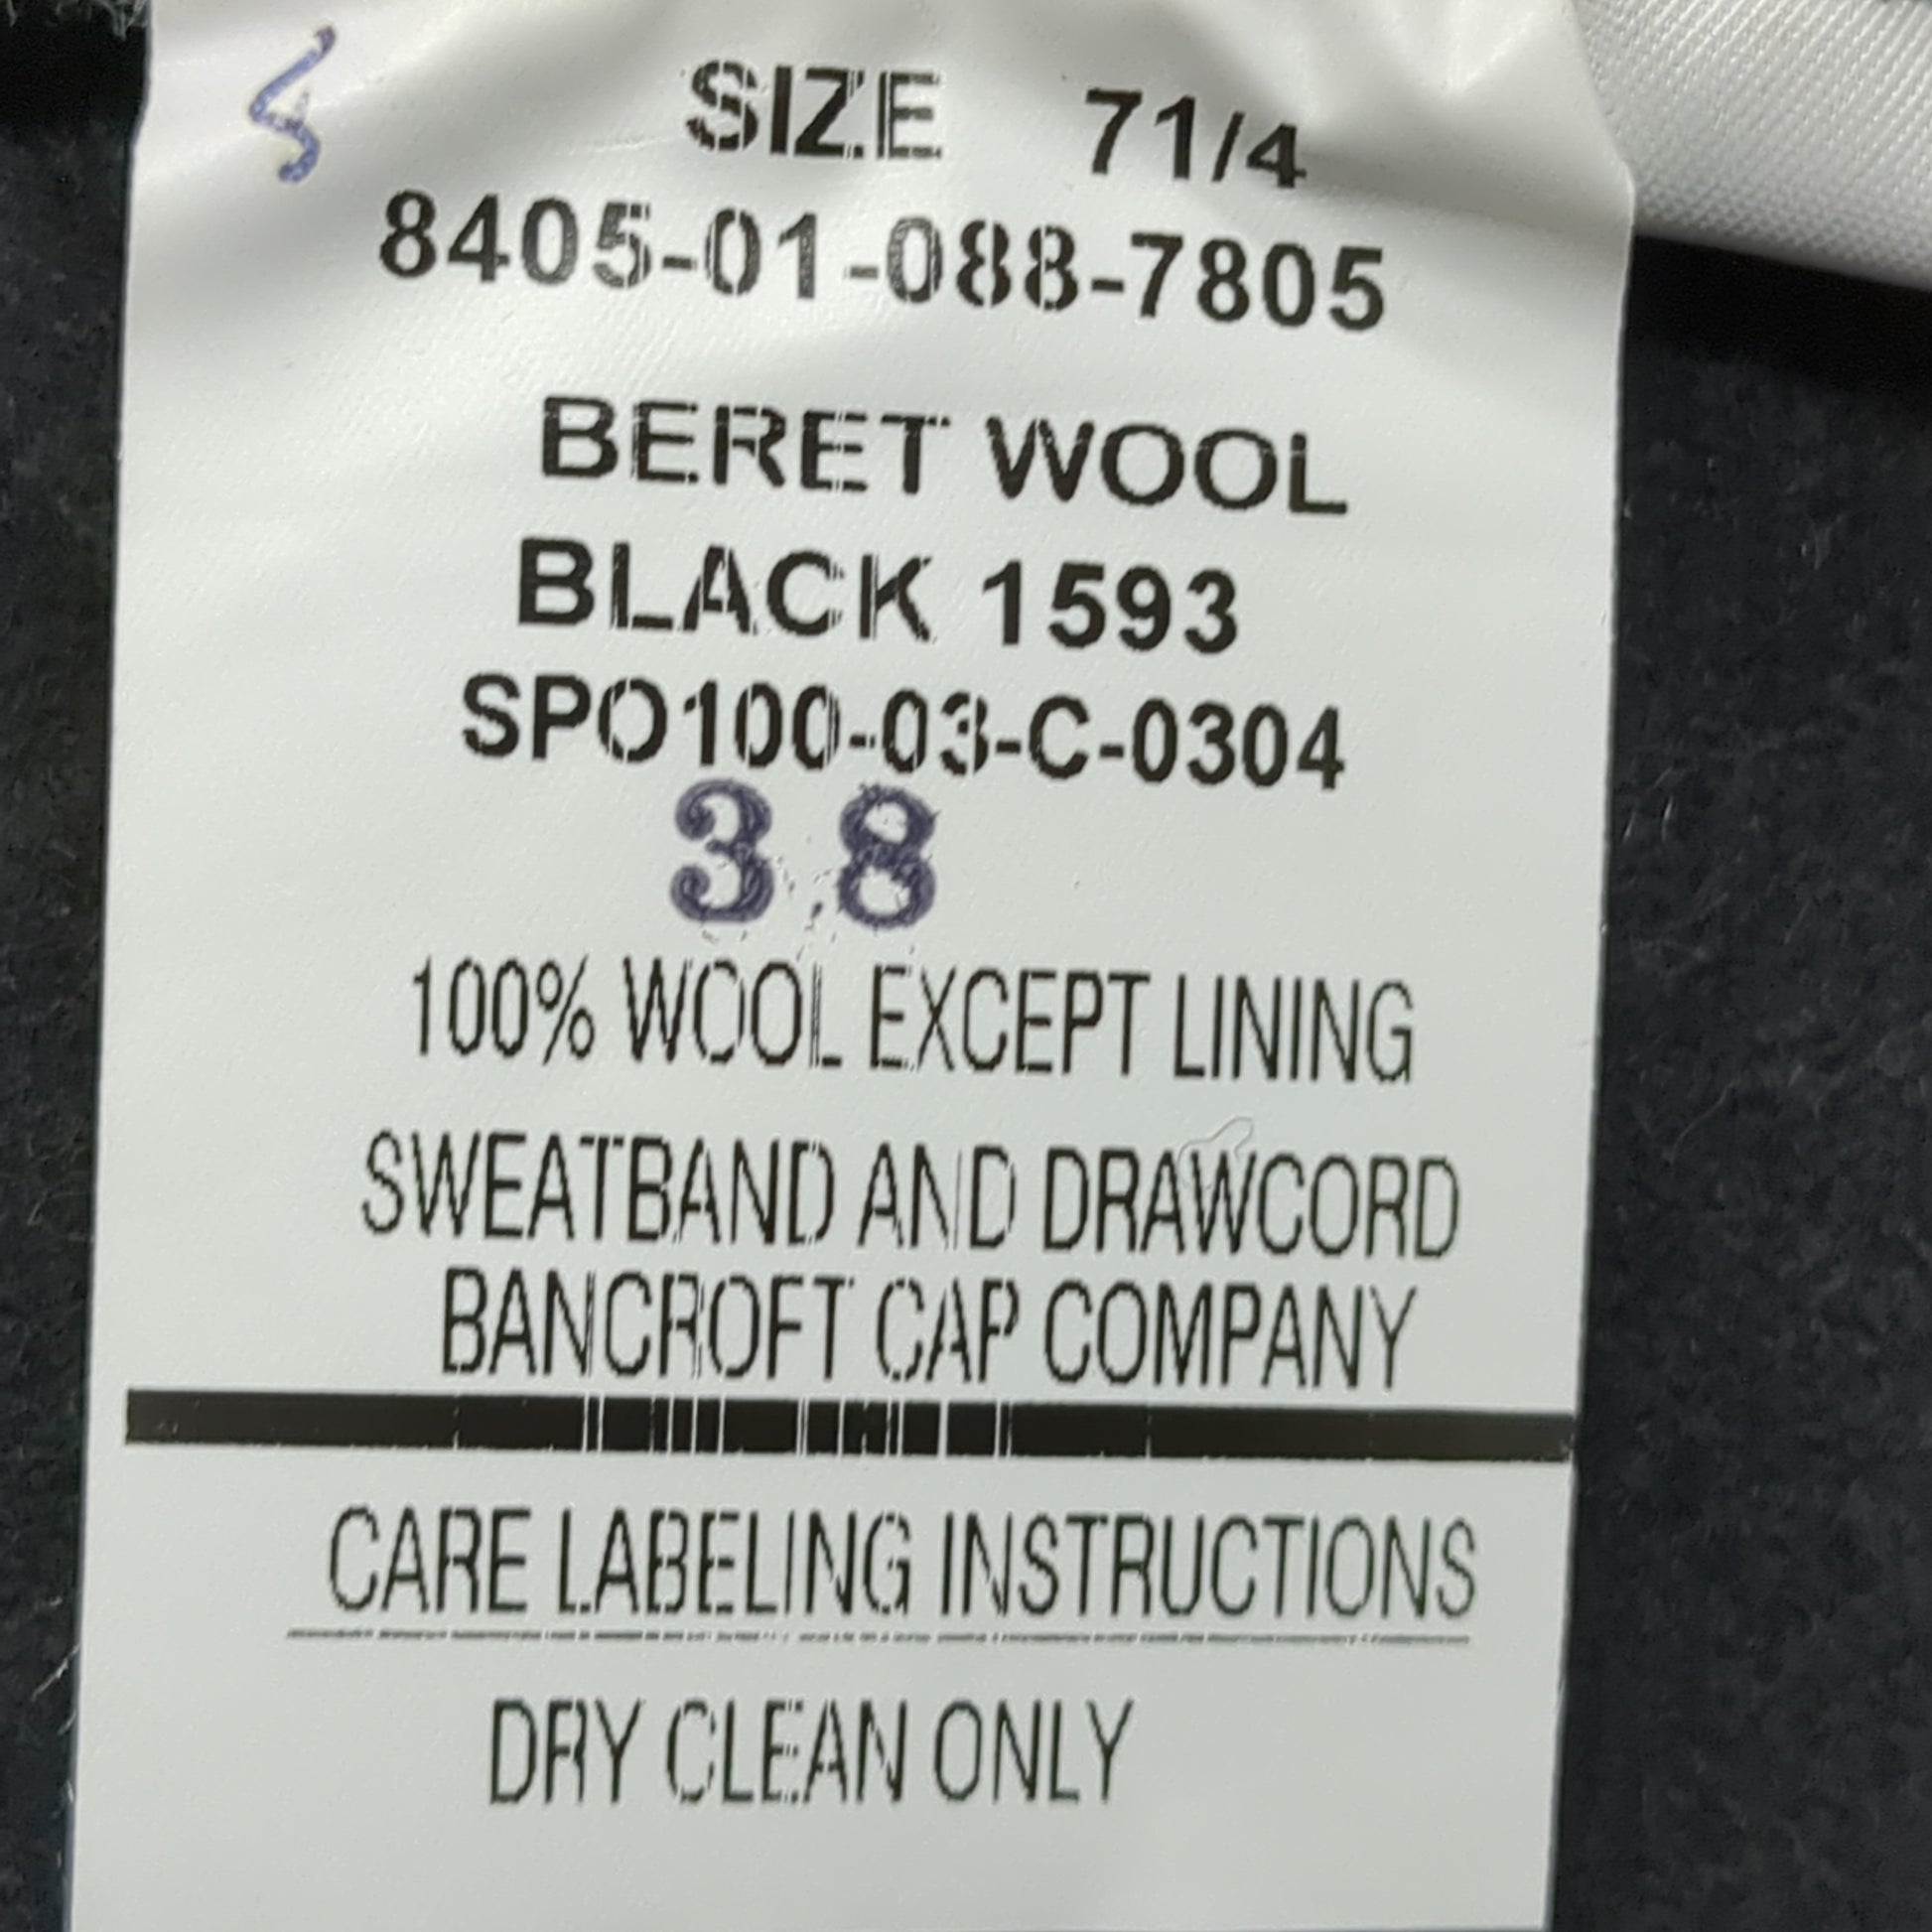 SIZE 71/4
8405-01-088-7805
BERET WOOL
BLACK 1593
SPO100-03-C-0304
38
100% WOOL EXCEPT LINING
SWEATBAND AND DRAWCORD
BANCROFT CAP COMPANY
CARE LABELING INSTRUCTIONS
DRY CLEAN ONLY